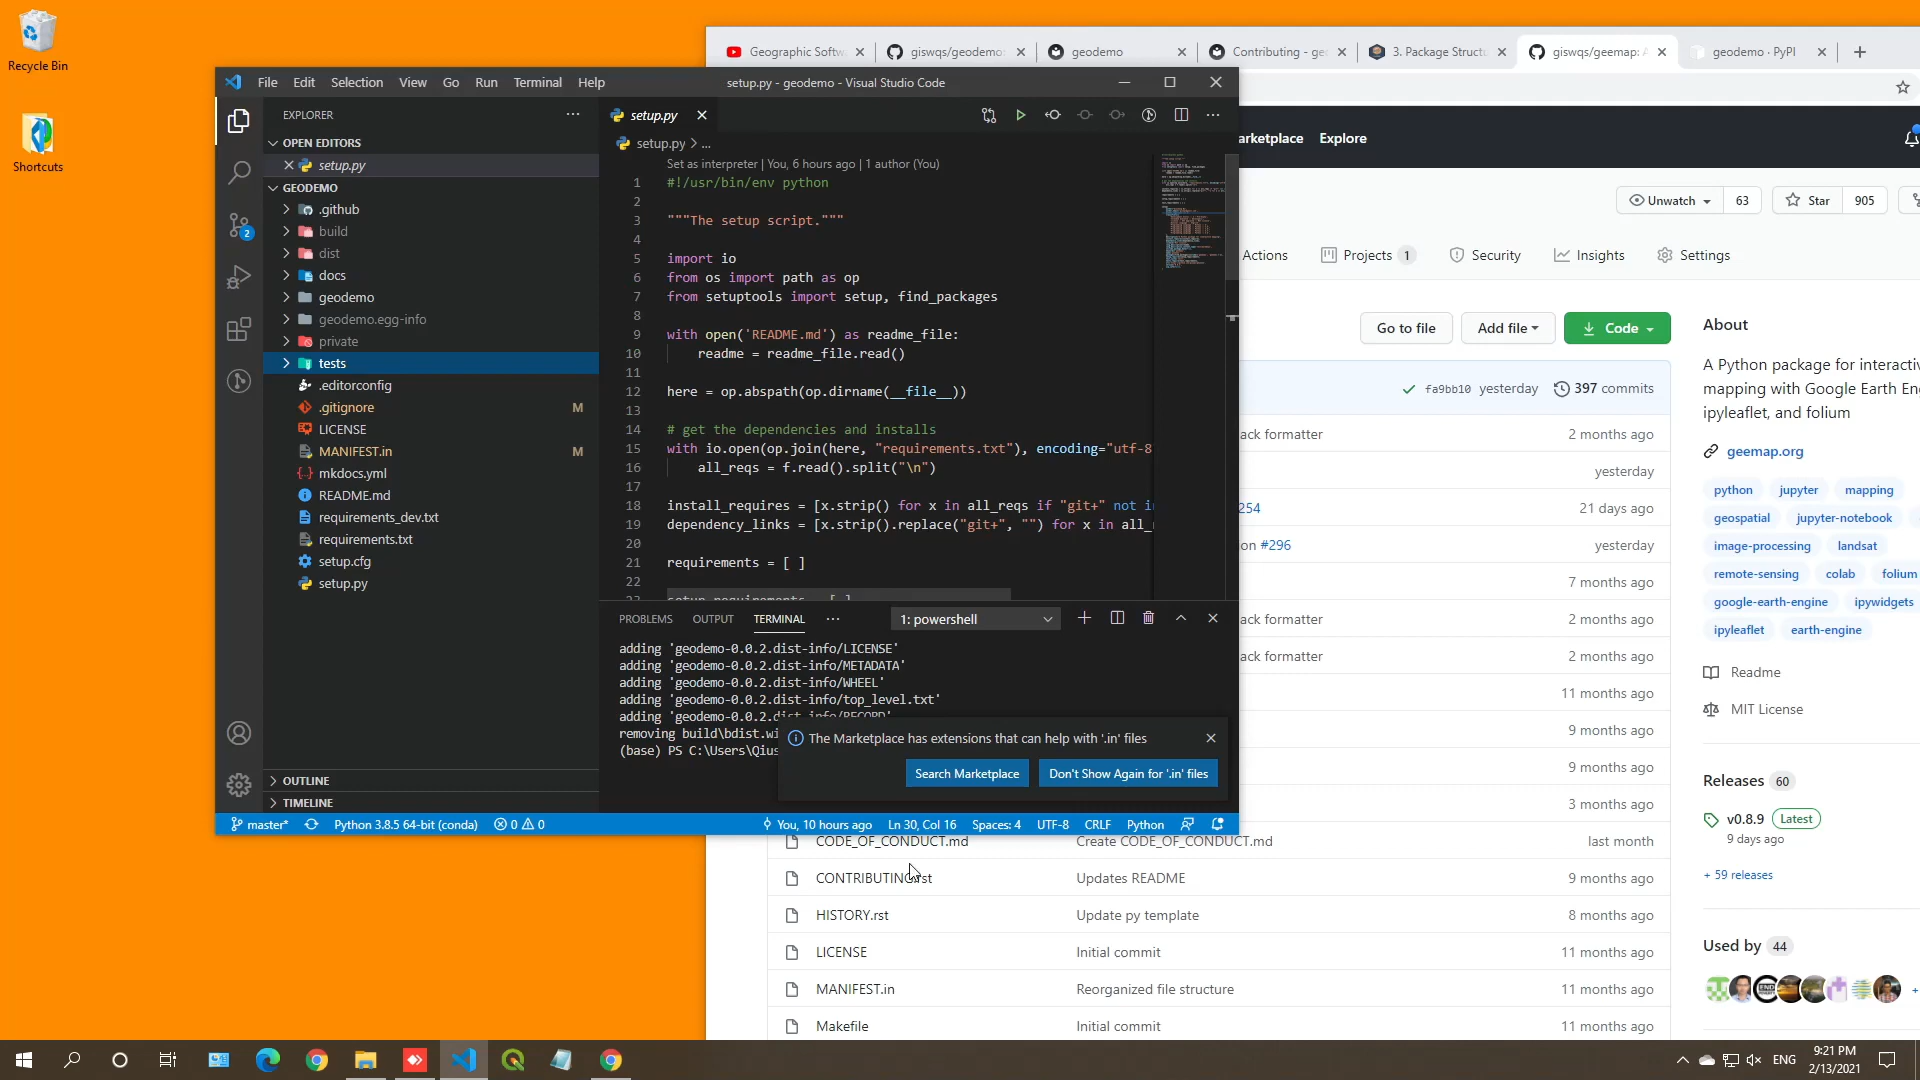 Recycle Bin
Shortcuts
Geographic Softw
giswqs/geodemo:
geodemo
Contributing - ge
3. Package Structu
giswqs/geemap: A
geodemo · PyPI
File Edit Selection View Go Run Terminal Help
setup.py - geodemo - Visual Studio Code
EXPLORER
OPEN EDITORS
setup.py
GEODEMO
.github
build
dist
docs
geodemo
geodemo.egg-info
private
tests
.editorconfig
.gitignore M
LICENSE
MANIFEST.in M
mkdocs.yml
README.md
requirements_dev.txt
requirements.txt
setup.cfg
setup.py
OUTLINE
TIMELINE
2
setup.py
setup.py > ...
Set as interpreter | You, 6 hours ago | 1 author (You)
1 #!/usr/bin/env python
2
3 """The setup script."""
4
5 import io
6 from os import path as op
7 from setuptools import setup, find_packages
8
9 with open('README.md') as readme_file:
10 readme = readme_file.read()
11
12 here = op.abspath(op.dirname(__file__))
13
14 # get the dependencies and installs
15 with io.open(op.join(here, "requirements.txt"), encoding="utf-8
16 all_reqs = f.read().split("\n")
17
18 install_requires = [x.strip() for x in all_reqs if "git+" not in
19 dependency_links = [x.strip().replace("git+", "") for x in all_r
20
21 requirements = [ ]
22
PROBLEMS OUTPUT TERMINAL ... 1: powershell
adding 'geodemo-0.0.2.dist-info/LICENSE'
adding 'geodemo-0.0.2.dist-info/METADATA'
adding 'geodemo-0.0.2.dist-info/WHEEL'
adding 'geodemo-0.0.2.dist-info/top_level.txt'
adding 'geodemo-0.0.2.dist-info/RECORD'
removing build\bdist.wi
(base) PS C:\Users\Qius
The Marketplace has extensions that can help with '.in' files
Search Marketplace
Don't Show Again for '.in' files
master* Python 3.8.5 64-bit (conda) 0 0 You, 10 hours ago Ln 30, Col 16 Spaces: 4 UTF-8 CRLF Python
arketplace Explore
Unwatch 63 Star 905
Actions Projects 1 Security Insights Settings
Go to file Add file Code
fa9bb10 yesterday 397 commits
ack formatter 2 months ago
yesterday
254 21 days ago
on #296 yesterday
7 months ago
ack formatter 2 months ago
ack formatter 2 months ago
11 months ago
9 months ago
9 months ago
3 months ago
CODE_OF_CONDUCT.md Create CODE_OF_CONDUCT.md last month
CONTRIBUTING.rst Updates README 9 months ago
HISTORY.rst Update py template 8 months ago
LICENSE Initial commit 11 months ago
MANIFEST.in Reorganized file structure 11 months ago
Makefile Initial commit 11 months ago
About
A Python package for interactiv
mapping with Google Earth En
ipyleaflet, and folium
geemap.org
python jupyter mapping
geospatial jupyter-notebook
image-processing landsat
remote-sensing colab folium
google-earth-engine ipywidgets
ipyleaflet earth-engine
Readme
MIT License
Releases 60
v0.8.9 Latest
9 days ago
+ 59 releases
Used by 44
ENG
9:21 PM
2/13/2021